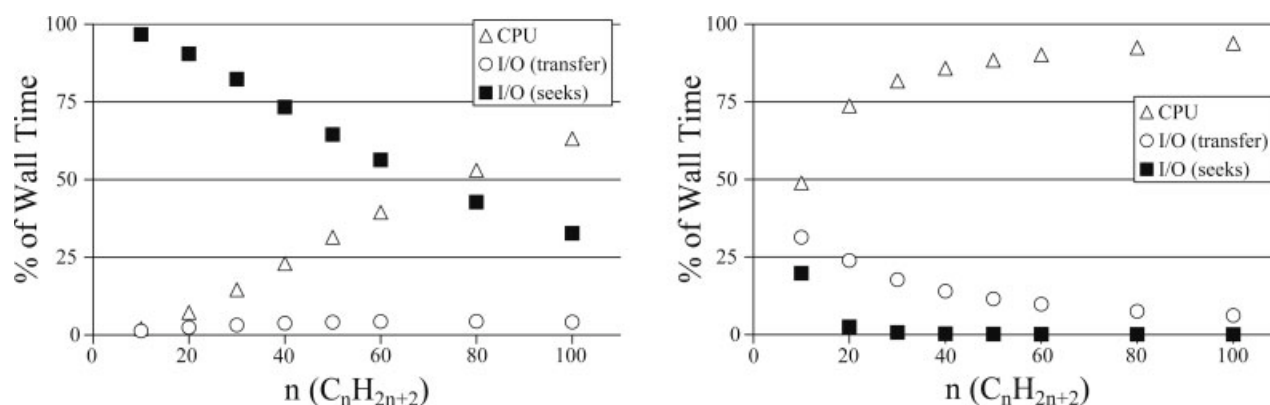 100
75
50
25
0
% of Wall Time
CPU
I/O (transfer)
I/O (seeks)
0 20 40 60 80 100
n (CₙH₂ₙ₊₂)
100
75
50
25
0
% of Wall Time
CPU
I/O (transfer)
I/O (seeks)
0 20 40 60 80 100
n (CₙH₂ₙ₊₂)